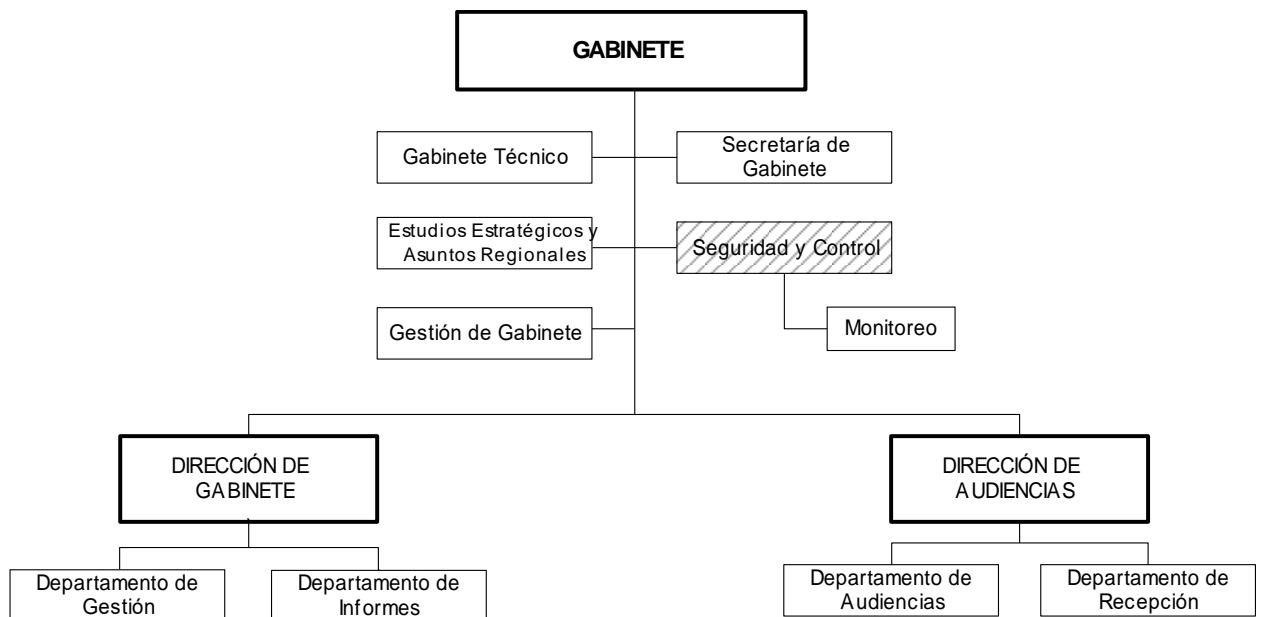 GABINETE
Gabinete Técnico
Secretaría de
Gabinete
Estudios Estratégicos y
Asuntos Regionales
Seguridad y Control
Gestión de Gabinete
Monitoreo
DIRECCIÓN DE
GABINETE
DIRECCIÓN DE
AUDIENCIAS
Departamento de
Gestión
Departamento de
Informes
Departamento de
Audiencias
Departamento de
Recepción